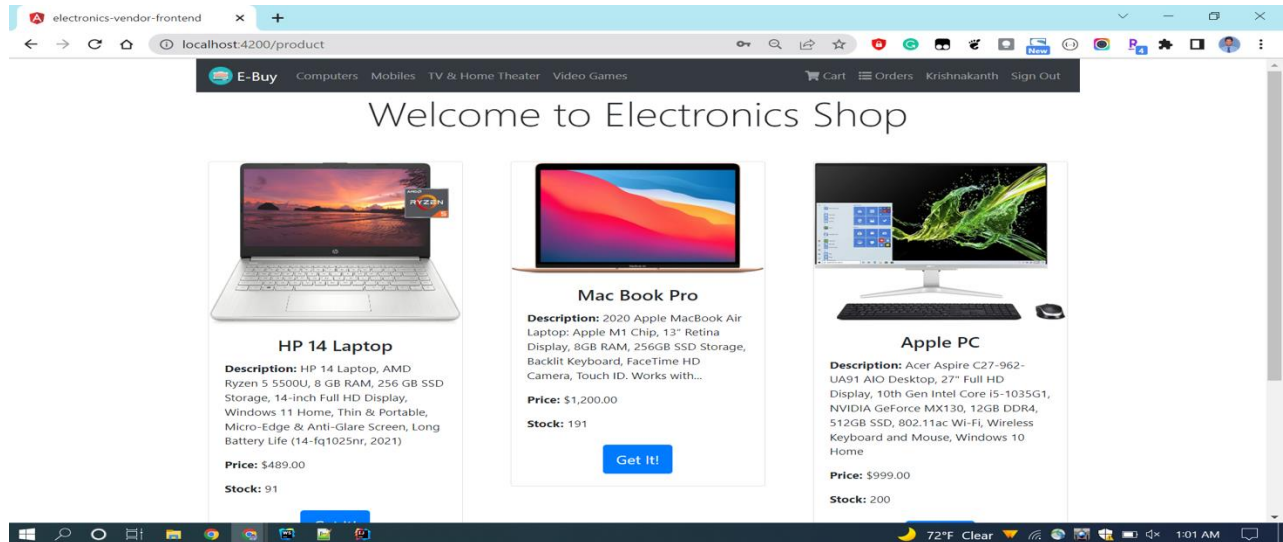 electronics-vendor-frontend
localhost:4200/product
New
4
E-Buy Computers Mobiles TV & Home Theater Video Games Cart Orders Krishnakanth Sign Out
Welcome to Electronics Shop
AMD
RYZEN
5
HP 14 Laptop
Description: HP 14 Laptop, AMD
Ryzen 5 5500U, 8 GB RAM, 256 GB SSD
Storage, 14-inch Full HD Display,
Windows 11 Home, Thin & Portable,
Micro-Edge & Anti-Glare Screen, Long
Battery Life (14-fq1025nr, 2021)
Price: $489.00
Stock: 91
Mac Book Pro
Description: 2020 Apple MacBook Air
Laptop: Apple M1 Chip, 13" Retina
Display, 8GB RAM, 256GB SSD Storage,
Backlit Keyboard, FaceTime HD
Camera, Touch ID. Works with...
Price: $1,200.00
Stock: 191
Get It!
Apple PC
Description: Acer Aspire C27-962-
UA91 AIO Desktop, 27" Full HD
Display, 10th Gen Intel Core i5-1035G1,
NVIDIA GeForce MX130, 12GB DDR4,
512GB SSD, 802.11ac Wi-Fi, Wireless
Keyboard and Mouse, Windows 10
Home
Price: $999.00
Stock: 200
72°F Clear 1:01 AM